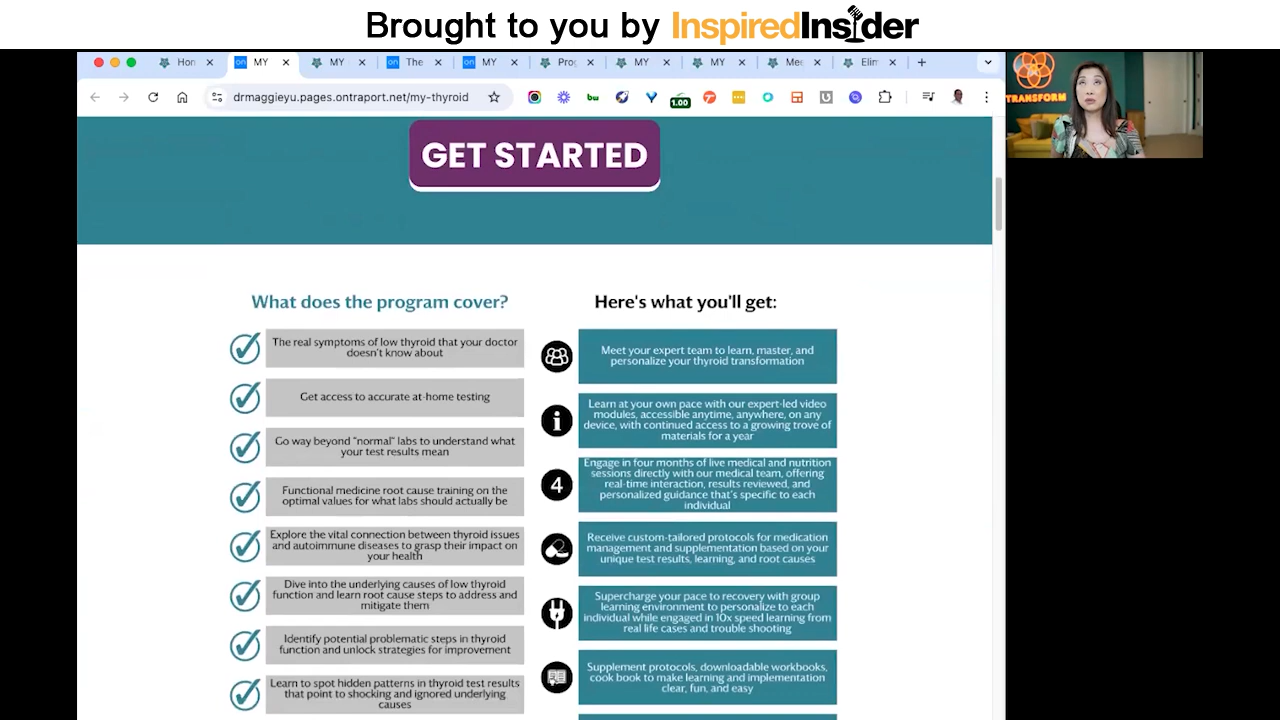 Brought to you by InspiredInsider
Hon
MY
MY
The
MY
Prog
MY
MY
Mee
Elim
drmaggieyu.pages.ontraport.net/my-thyroid
bw
1.00
TRANSFORM
GET STARTED
What does the program cover?
The real symptoms of low thyroid that your doctor
doesn't know about
Get access to accurate at-home testing
Go way beyond "normal" labs to understand what
your test results mean
Functional medicine root cause training on the
optimal values for what labs should actually be
Explore the vital connection between thyroid issues
and autoimmune diseases to grasp their impact on
your health
Dive into the underlying causes of low thyroid
function and learn root cause steps to address and
mitigate them
Identify potential problematic steps in thyroid
function and unlock strategies for improvement
Learn to spot hidden patterns in thyroid test results
that point to shocking and ignored underlying
causes
Here's what you'll get:
Meet your expert team to learn, master, and
personalize your thyroid transformation
Learn at your own pace with our expert-led video
modules, accessible anytime, anywhere, on any
device, with continued access to a growing trove of
materials for a year
4
Engage in four months of live medical and nutrition
sessions directly with our medical team, offering
real-time interaction, results reviewed, and
personalized guidance that's specific to each
individual
Receive custom-tailored protocols for medication
management and supplementation based on your
unique test results, learning, and root causes
Supercharge your pace to recovery with group
learning environment to personalize to each
individual while engaged in 10x speed learning from
real life cases and trouble shooting
Supplement protocols, downloadable workbooks,
cook book to make learning and implementation
clear, fun, and easy